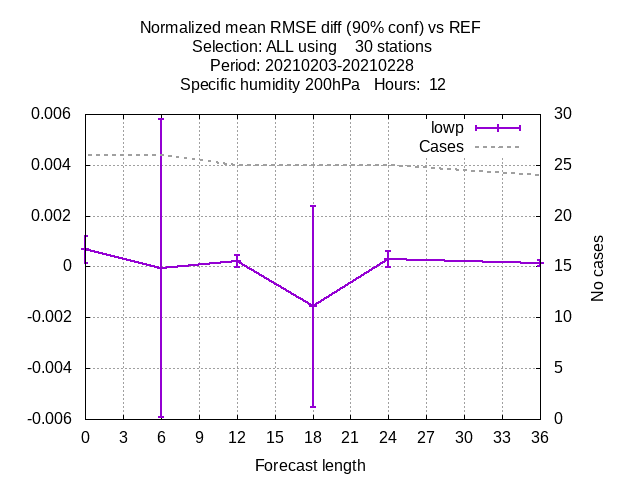 Normalized mean RMSE diff (90% conf) vs REF
Selection: ALL using    30 stations
Period: 20210203-20210228
Specific humidity 200hPa   Hours:  12
0.006
0.004
0.002
0
-0.002
-0.004
-0.006
30
25
20
15
10
5
0
lowp
Cases
No cases
0 3 6 9 12 15 18 21 24 27 30 33 36
Forecast length